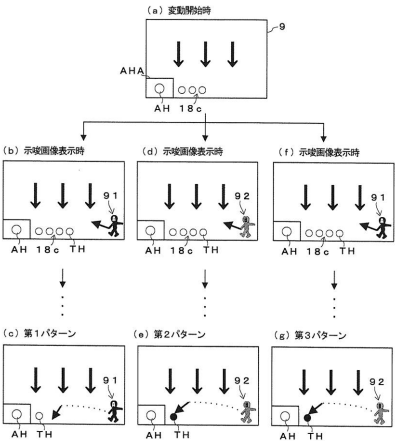 (a) 変動開始時
9
AHA
AH 18c
(b) 示唆画像表示時
(d) 示唆画像表示時
(f) 示唆画像表示時
91
92
91
AH 18c TH
AH 18c TH
AH 18c TH
(c) 第1パターン
(e) 第2パターン
(g) 第3パターン
91
92
92
AH TH
AH TH
AH TH